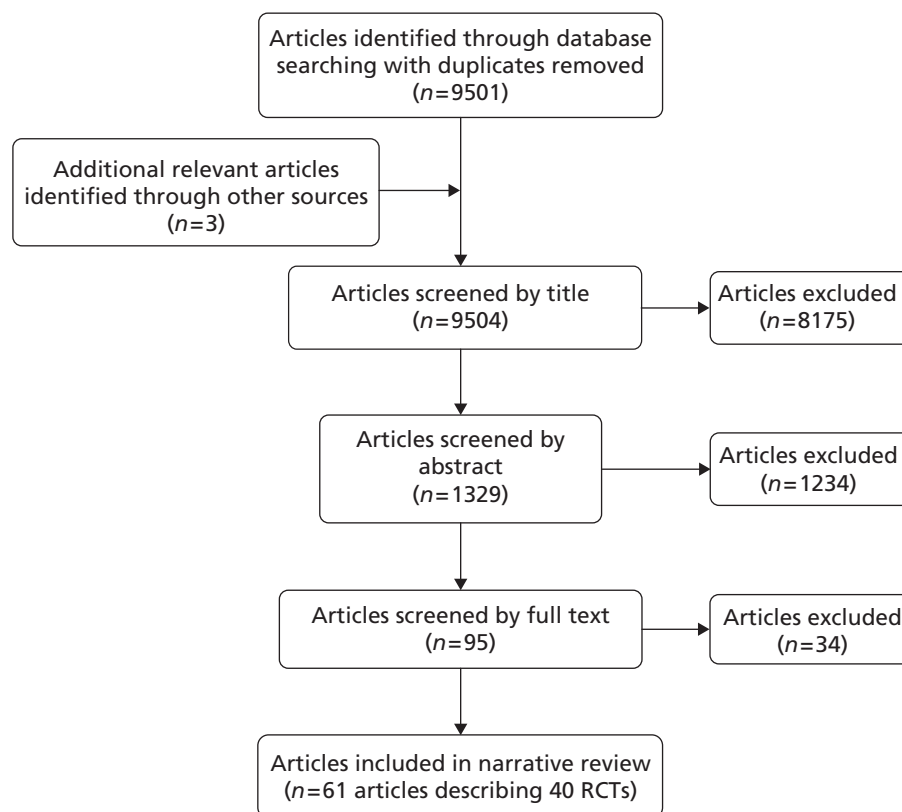 Articles identified through database
searching with duplicates removed
(n=9501)
Additional relevant articles
identified through other sources
(n=3)
Articles screened by title
(n=9504)
Articles excluded
(n=8175)
Articles screened by
abstract
(n=1329)
Articles excluded
(n=1234)
Articles screened by full text
(n=95)
Articles excluded
(n=34)
Articles included in narrative review
(n=61 articles describing 40 RCTs)